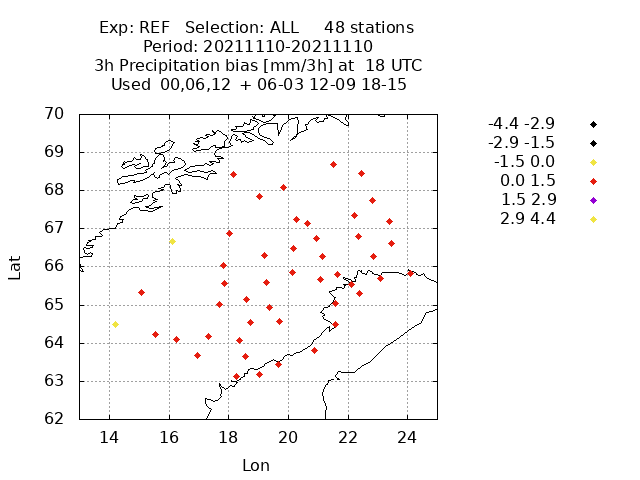 Exp: REF   Selection: ALL     48 stations
Period: 20211110-20211110
3h Precipitation bias [mm/3h] at  18 UTC
Used  00,06,12  + 06-03 12-09 18-15
-4.4 -2.9
-2.9 -1.5
-1.5 0.0
0.0 1.5
1.5 2.9
2.9 4.4
70
69
68
67
66
65
64
63
62
Lat
14 16 18 20 22 24
Lon